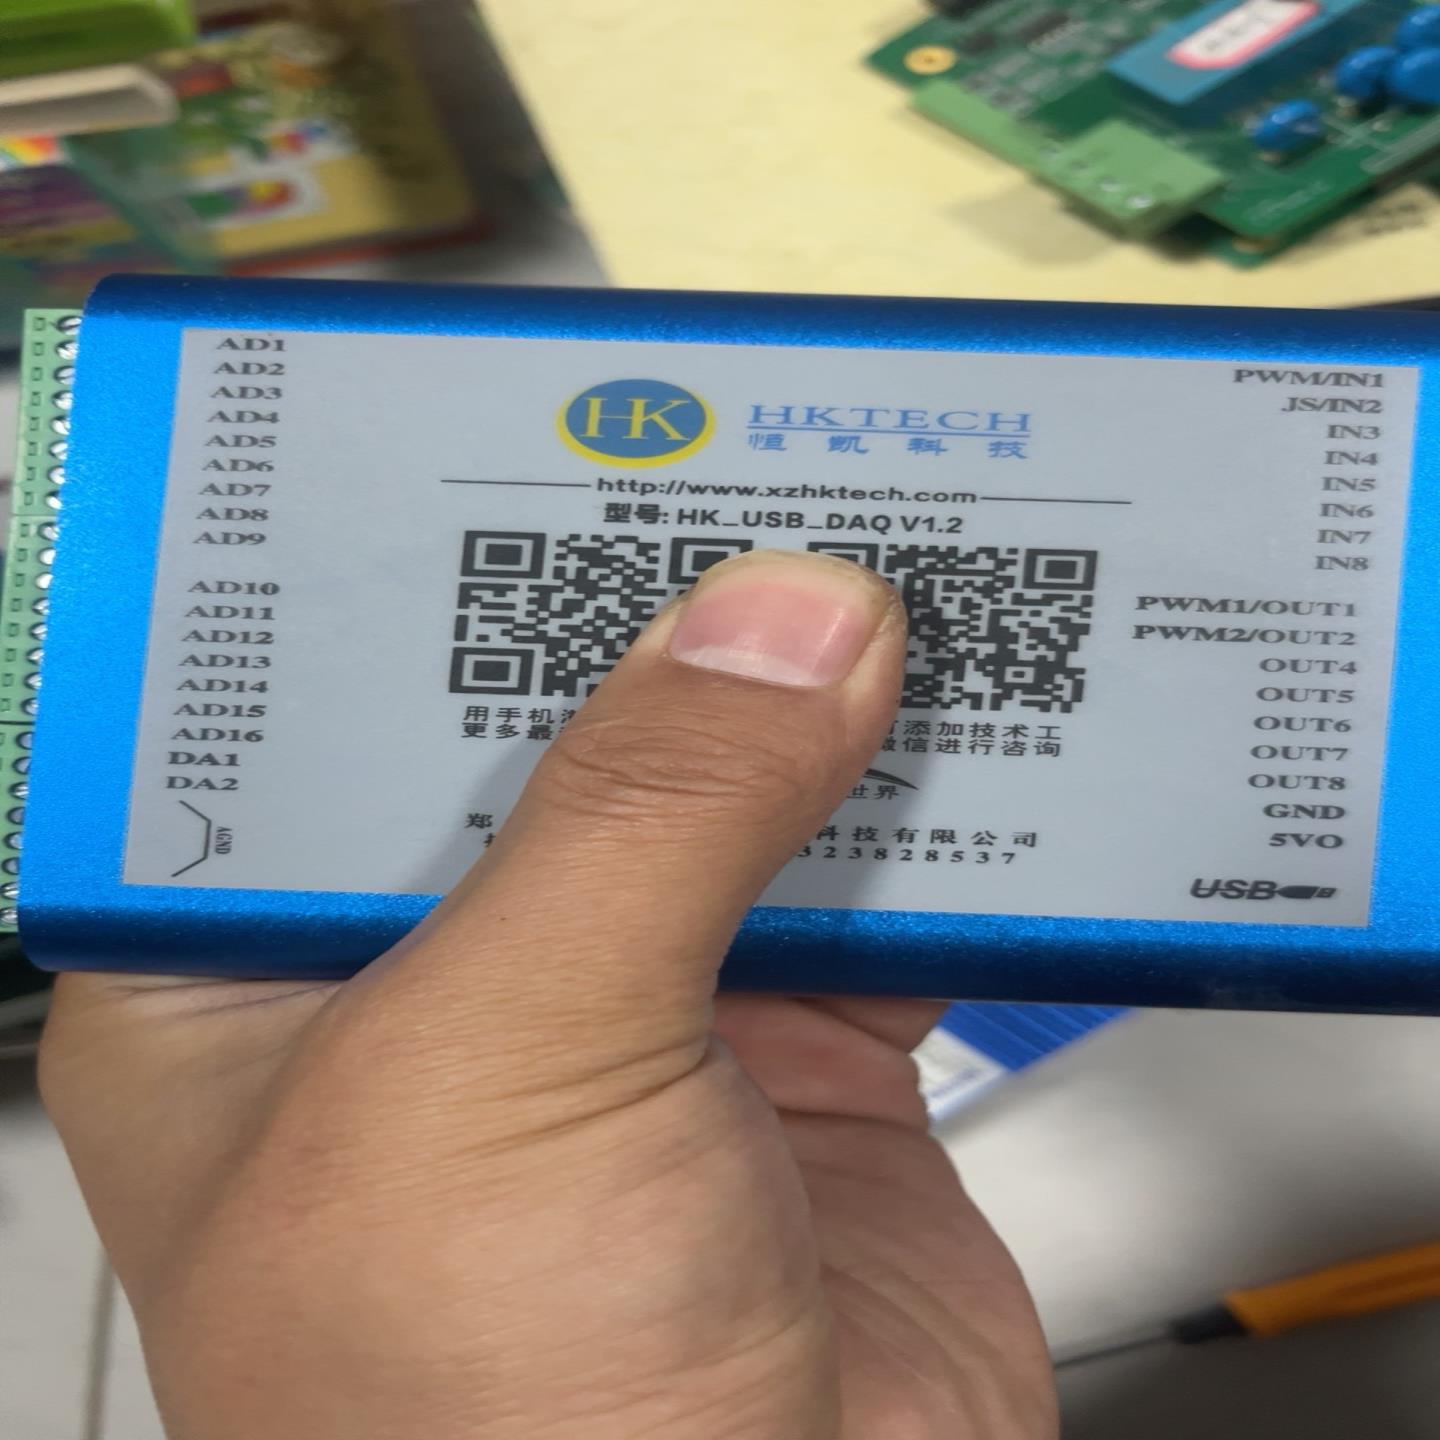 AD1
AD2
AD3
AD4
AD5
AD6
AD7
AD8
AD9
AD10
AD11
AD12
AD13
AD14
AD15
AD16
DA1
DA2
AGND
HK
HKTECH
恒凯科技
http://www.xzhktech.com
型号: HK_USB_DAQ V1.2
用手机
添加技术工
更多最
微信进行咨询
世界
郑
科技有限公司
323828537
PWM/IN1
JS/IN2
IN3
IN4
IN5
IN6
IN7
IN8
PWM1/OUT1
PWM2/OUT2
OUT4
OUT5
OUT6
OUT7
OUT8
GND
5VO
USB